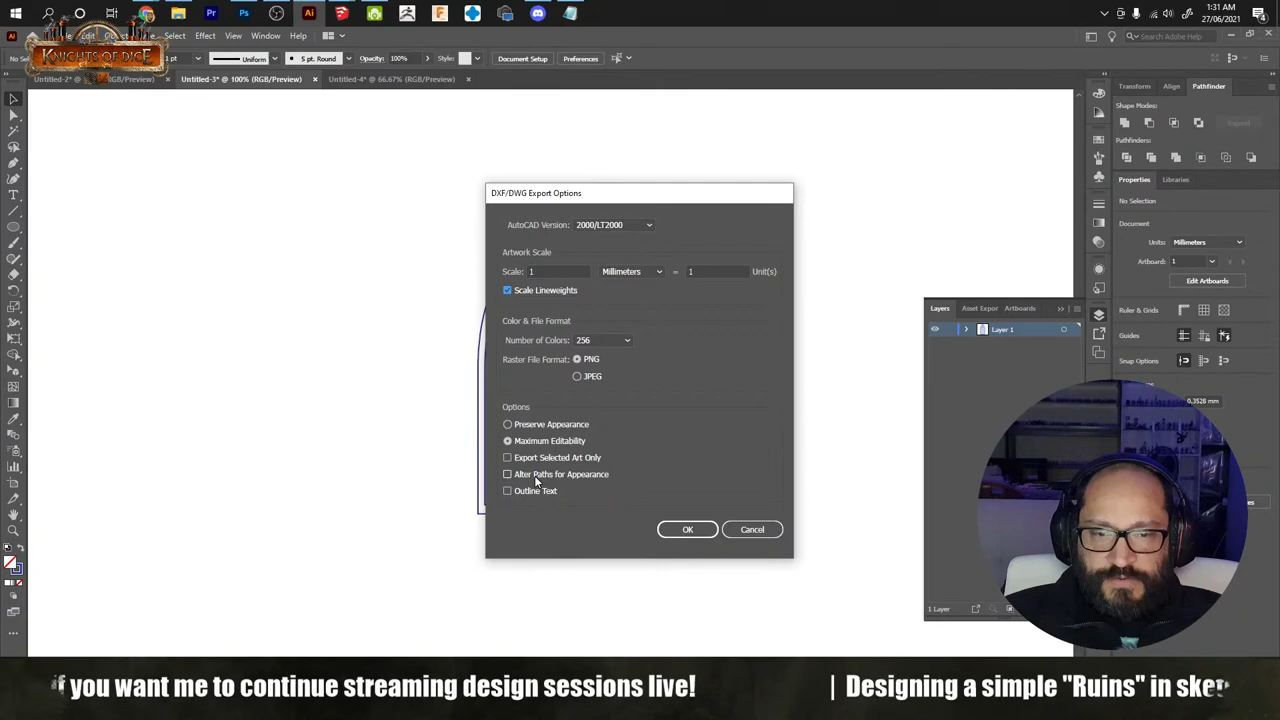 1:31 AM
27/06/2021
Select Effect View Window Help
Search Adobe Help
KNIGHTS OF DICE
No Sel
1 pt
Uniform
5 pt. Round
Opacity: 100%
Style:
Document Setup
Preferences
Untitled-2* @
RGB/Preview)
Untitled-3* @ 100% (RGB/Preview)
Untitled-4* @ 66.67% (RGB/Preview)
Transform Align Pathfinder
Shape Modes:
Expand
Pathfinders:
Properties Libraries
No Selection
Document
Units: Millimeters
Artboard: 1
Edit Artboards
Ruler & Grids
Guides
Snap Options
0.3528 mm
Layers Asset Expor Artboards
Layer 1
1 Layer
DXF/DWG Export Options
AutoCAD Version: 2000/LT2000
Artwork Scale
Scale: 1 Millimeters = 1 Unit(s)
Scale Lineweights
Color & File Format
Number of Colors: 256
Raster File Format: PNG
JPEG
Options
Preserve Appearance
Maximum Editability
Export Selected Art Only
Alter Paths for Appearance
Outline Text
OK Cancel
if you want me to continue streaming design sessions live! | Designing a simple "Ruins" in sket